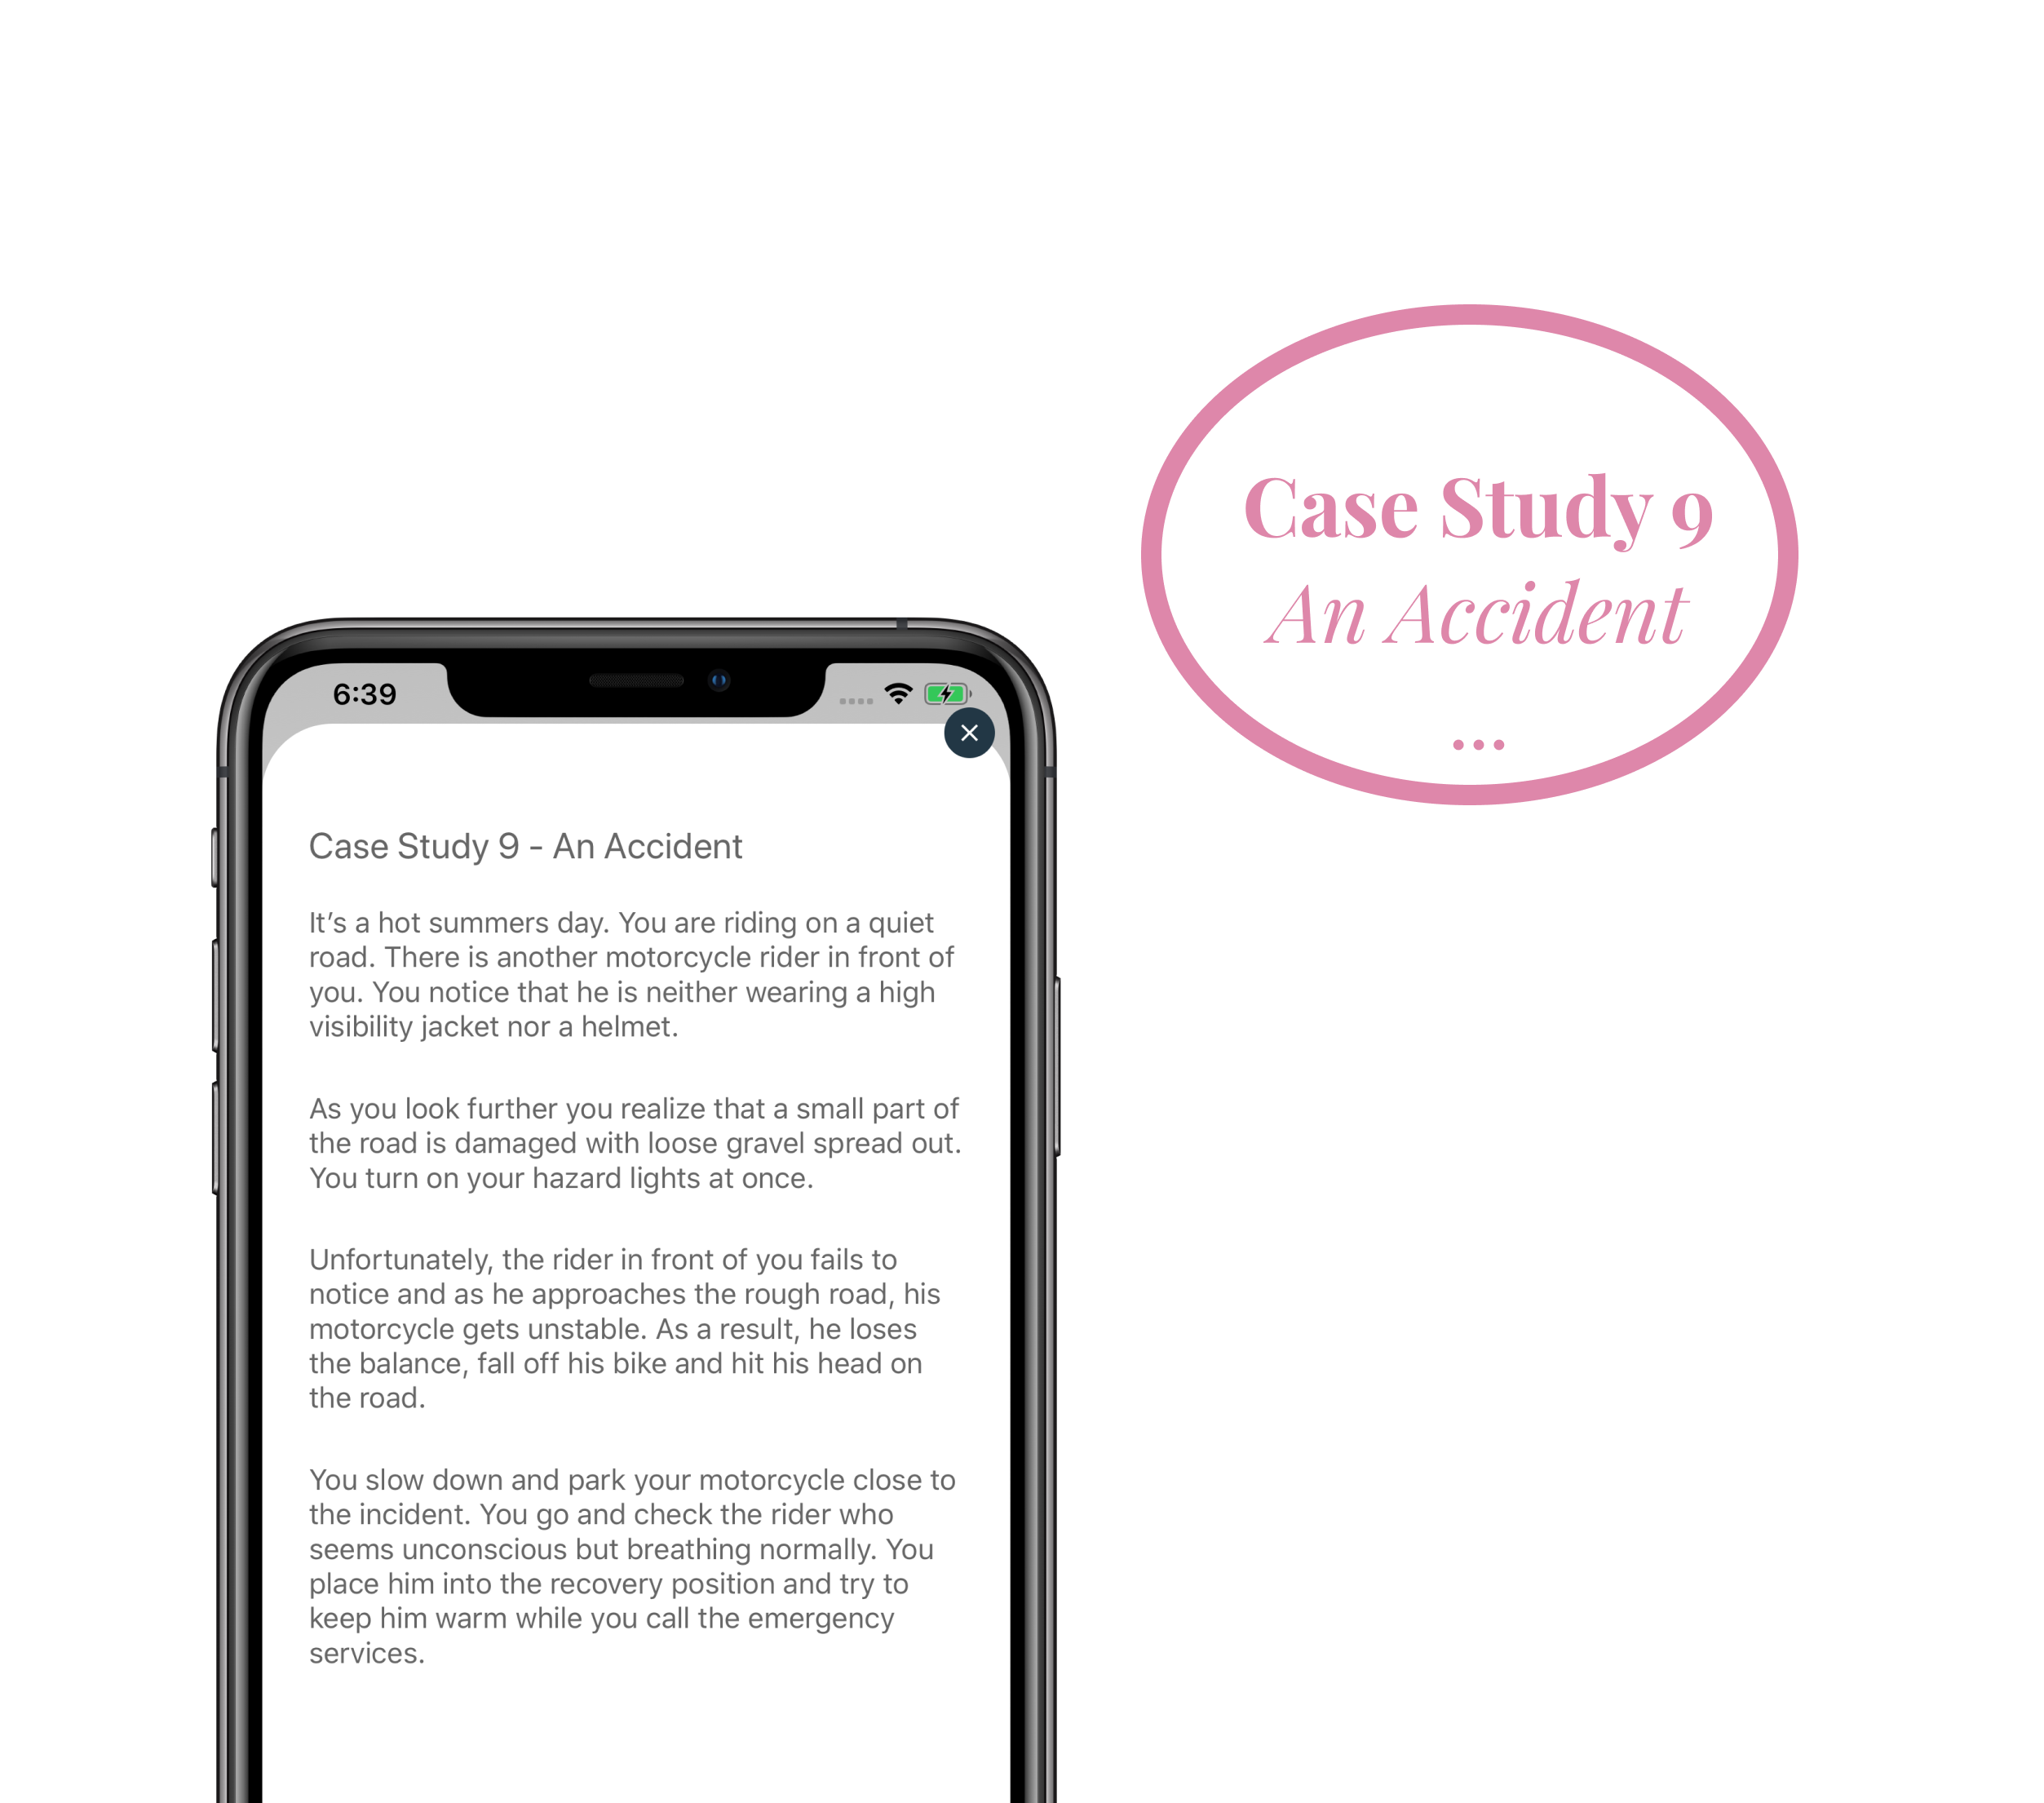 Case Study 9
An Accident
...
6:39
Case Study 9 - An Accident
It’s a hot summers day. You are riding on a quiet
road. There is another motorcycle rider in front of
you. You notice that he is neither wearing a high
visibility jacket nor a helmet.
As you look further you realize that a small part of
the road is damaged with loose gravel spread out.
You turn on your hazard lights at once.
Unfortunately, the rider in front of you fails to
notice and as he approaches the rough road, his
motorcycle gets unstable. As a result, he loses
the balance, fall off his bike and hit his head on
the road.
You slow down and park your motorcycle close to
the incident. You go and check the rider who
seems unconscious but breathing normally. You
place him into the recovery position and try to
keep him warm while you call the emergency
services.